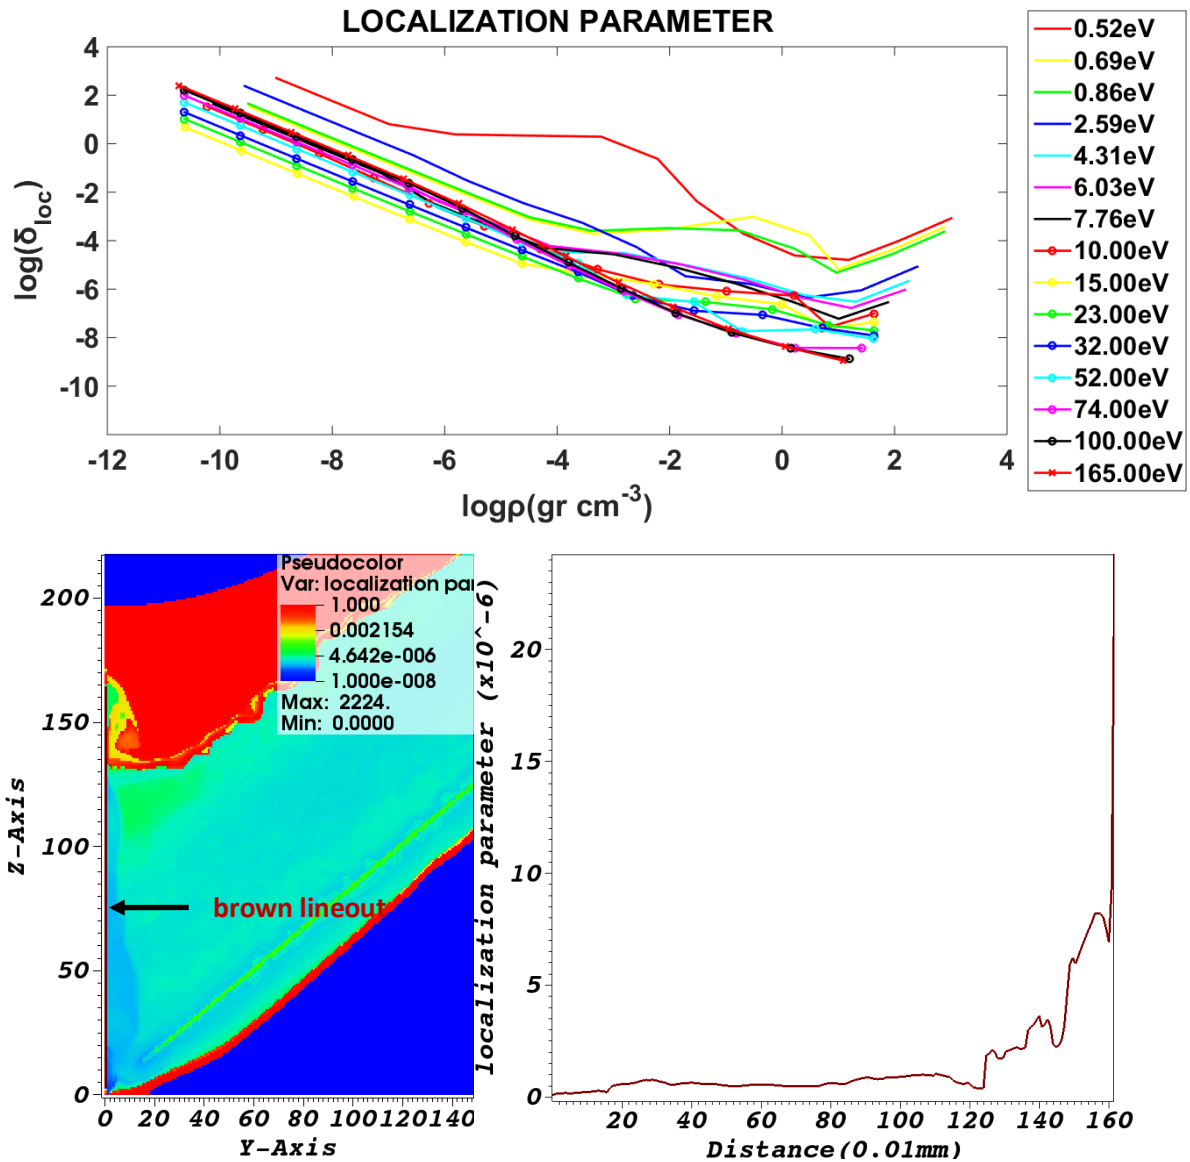 LOCALIZATION PARAMETER
4
2
0
-2
-4
-6
-8
-10
log(δloc)
-12
-10
-8
-6
-4
-2
0
2
4
logρ(gr cm-3)
0.52eV
0.69eV
0.86eV
2.59eV
4.31eV
6.03eV
7.76eV
10.00eV
15.00eV
23.00eV
32.00eV
52.00eV
74.00eV
100.00eV
165.00eV
Pseudocolor
Var: localization par
1.000
0.002154
4.642e-006
1.000e-008
Max: 2224.
Min: 0.0000
200
150
100
50
0
Z-Axis
brown lineout
0
20
40
60
80
100
120
140
Y-Axis
localization parameter (x10^-6)
20
15
10
5
0
20
40
60
80
100
120
140
160
Distance(0.01mm)